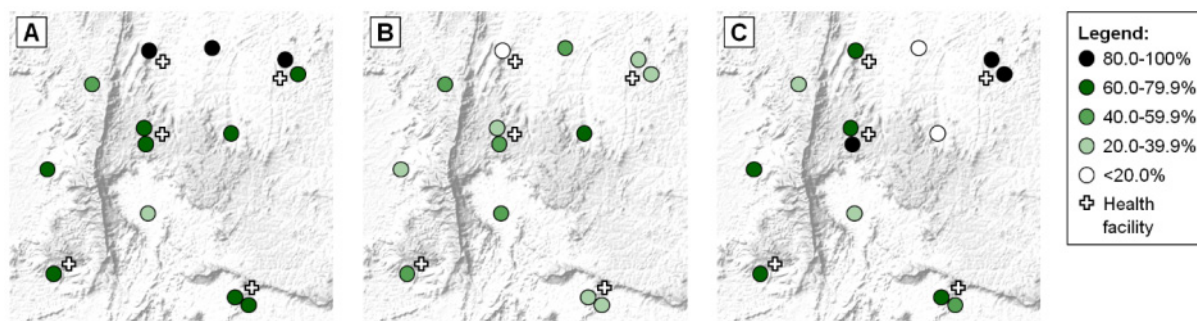 A
B
C
Legend:
80.0-100%
60.0-79.9%
40.0-59.9%
20.0-39.9%
<20.0%
Health
facility